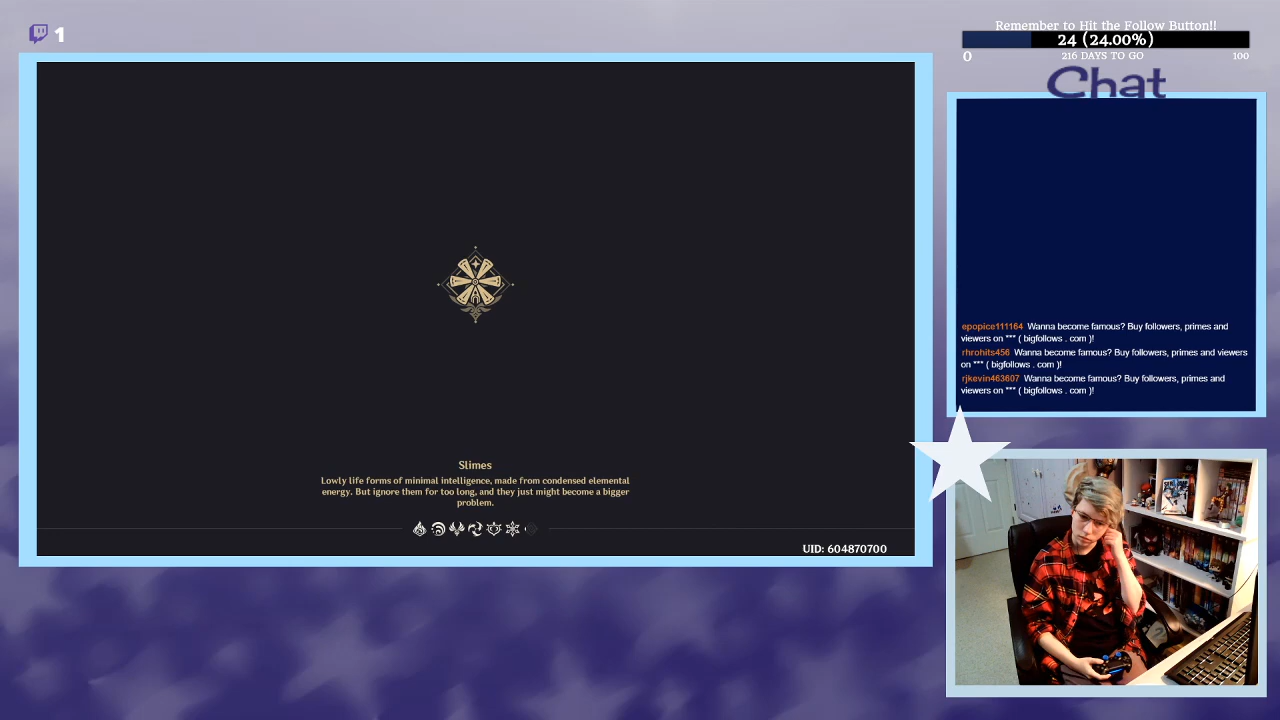 1
Remember to Hit the Follow Button!!
24 (24.00%)
0
216 DAYS TO GO
100
Chat
epopice111164 Wanna become famous? Buy followers, primes and
viewers on *** ( bigfollows . com )!
rhrohits456 Wanna become famous? Buy followers, primes and viewers
on *** ( bigfollows . com )!
rjkevin463607 Wanna become famous? Buy followers, primes and
viewers on *** ( bigfollows . com )!
Slimes
Lowly life forms of minimal intelligence, made from condensed elemental
energy. But ignore them for too long, and they just might become a bigger
problem.
UID: 604870700